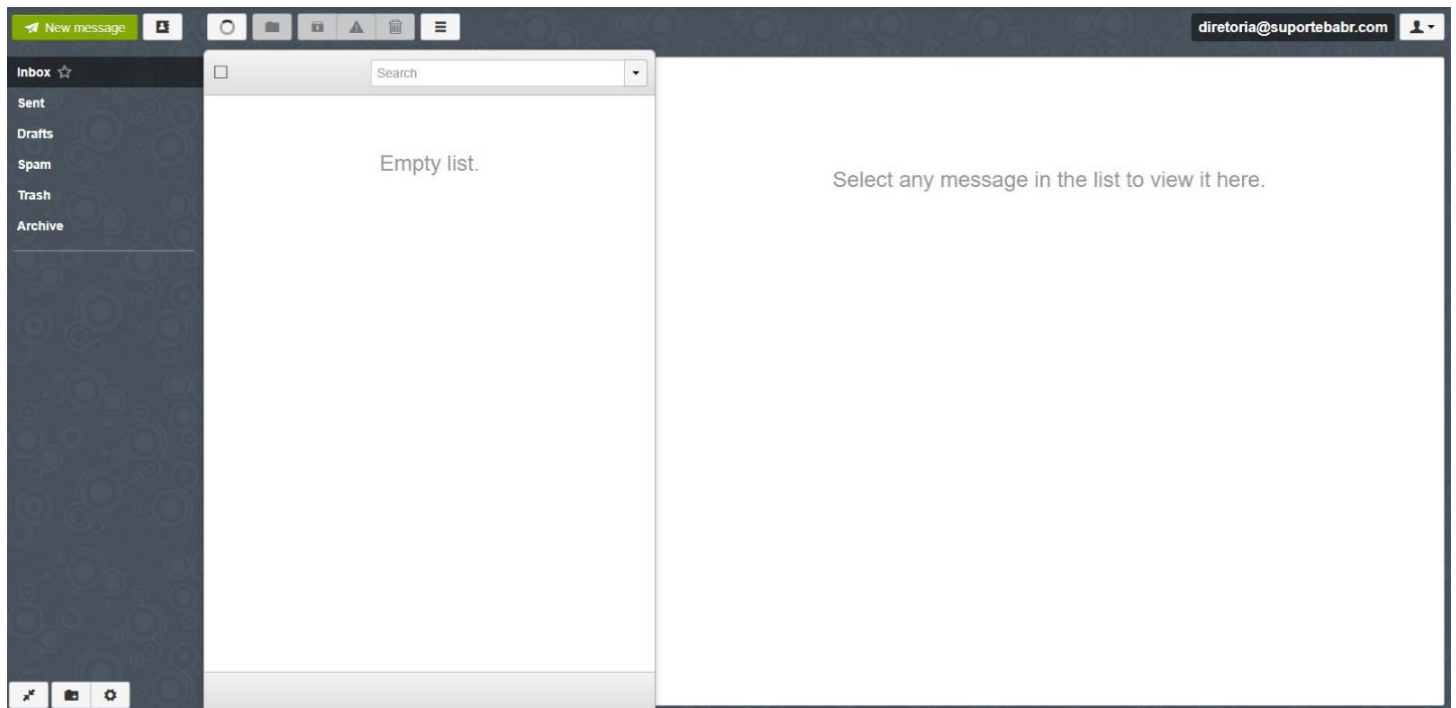 New message
diretoria@suportebabr.com
Inbox
Search
Sent
Drafts
Spam
Trash
Archive
Empty list.
Select any message in the list to view it here.